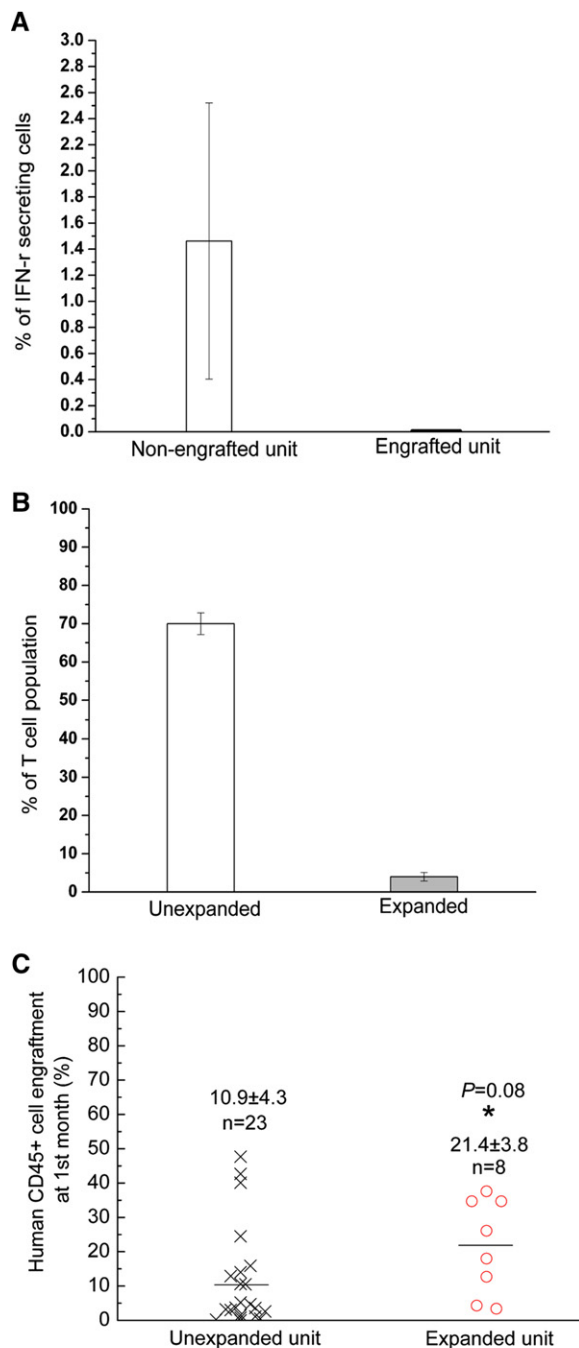 A
% of IFN-r secreting cells
3.0
2.8
2.6
2.4
2.2
2.0
1.8
1.6
1.4
1.2
1.0
0.8
0.6
0.4
0.2
0.0
Non-engrafted unit
Engrafted unit
B
% of T cell population
100
90
80
70
60
50
40
30
20
10
0
Unexpanded
Expanded
C
Human CD45+ cell engraftment
at 1st month (%)
100
90
80
70
60
50
40
30
20
10
0
10.9±4.3
n=23
P=0.08
*
21.4±3.8
n=8
Unexpanded unit
Expanded unit